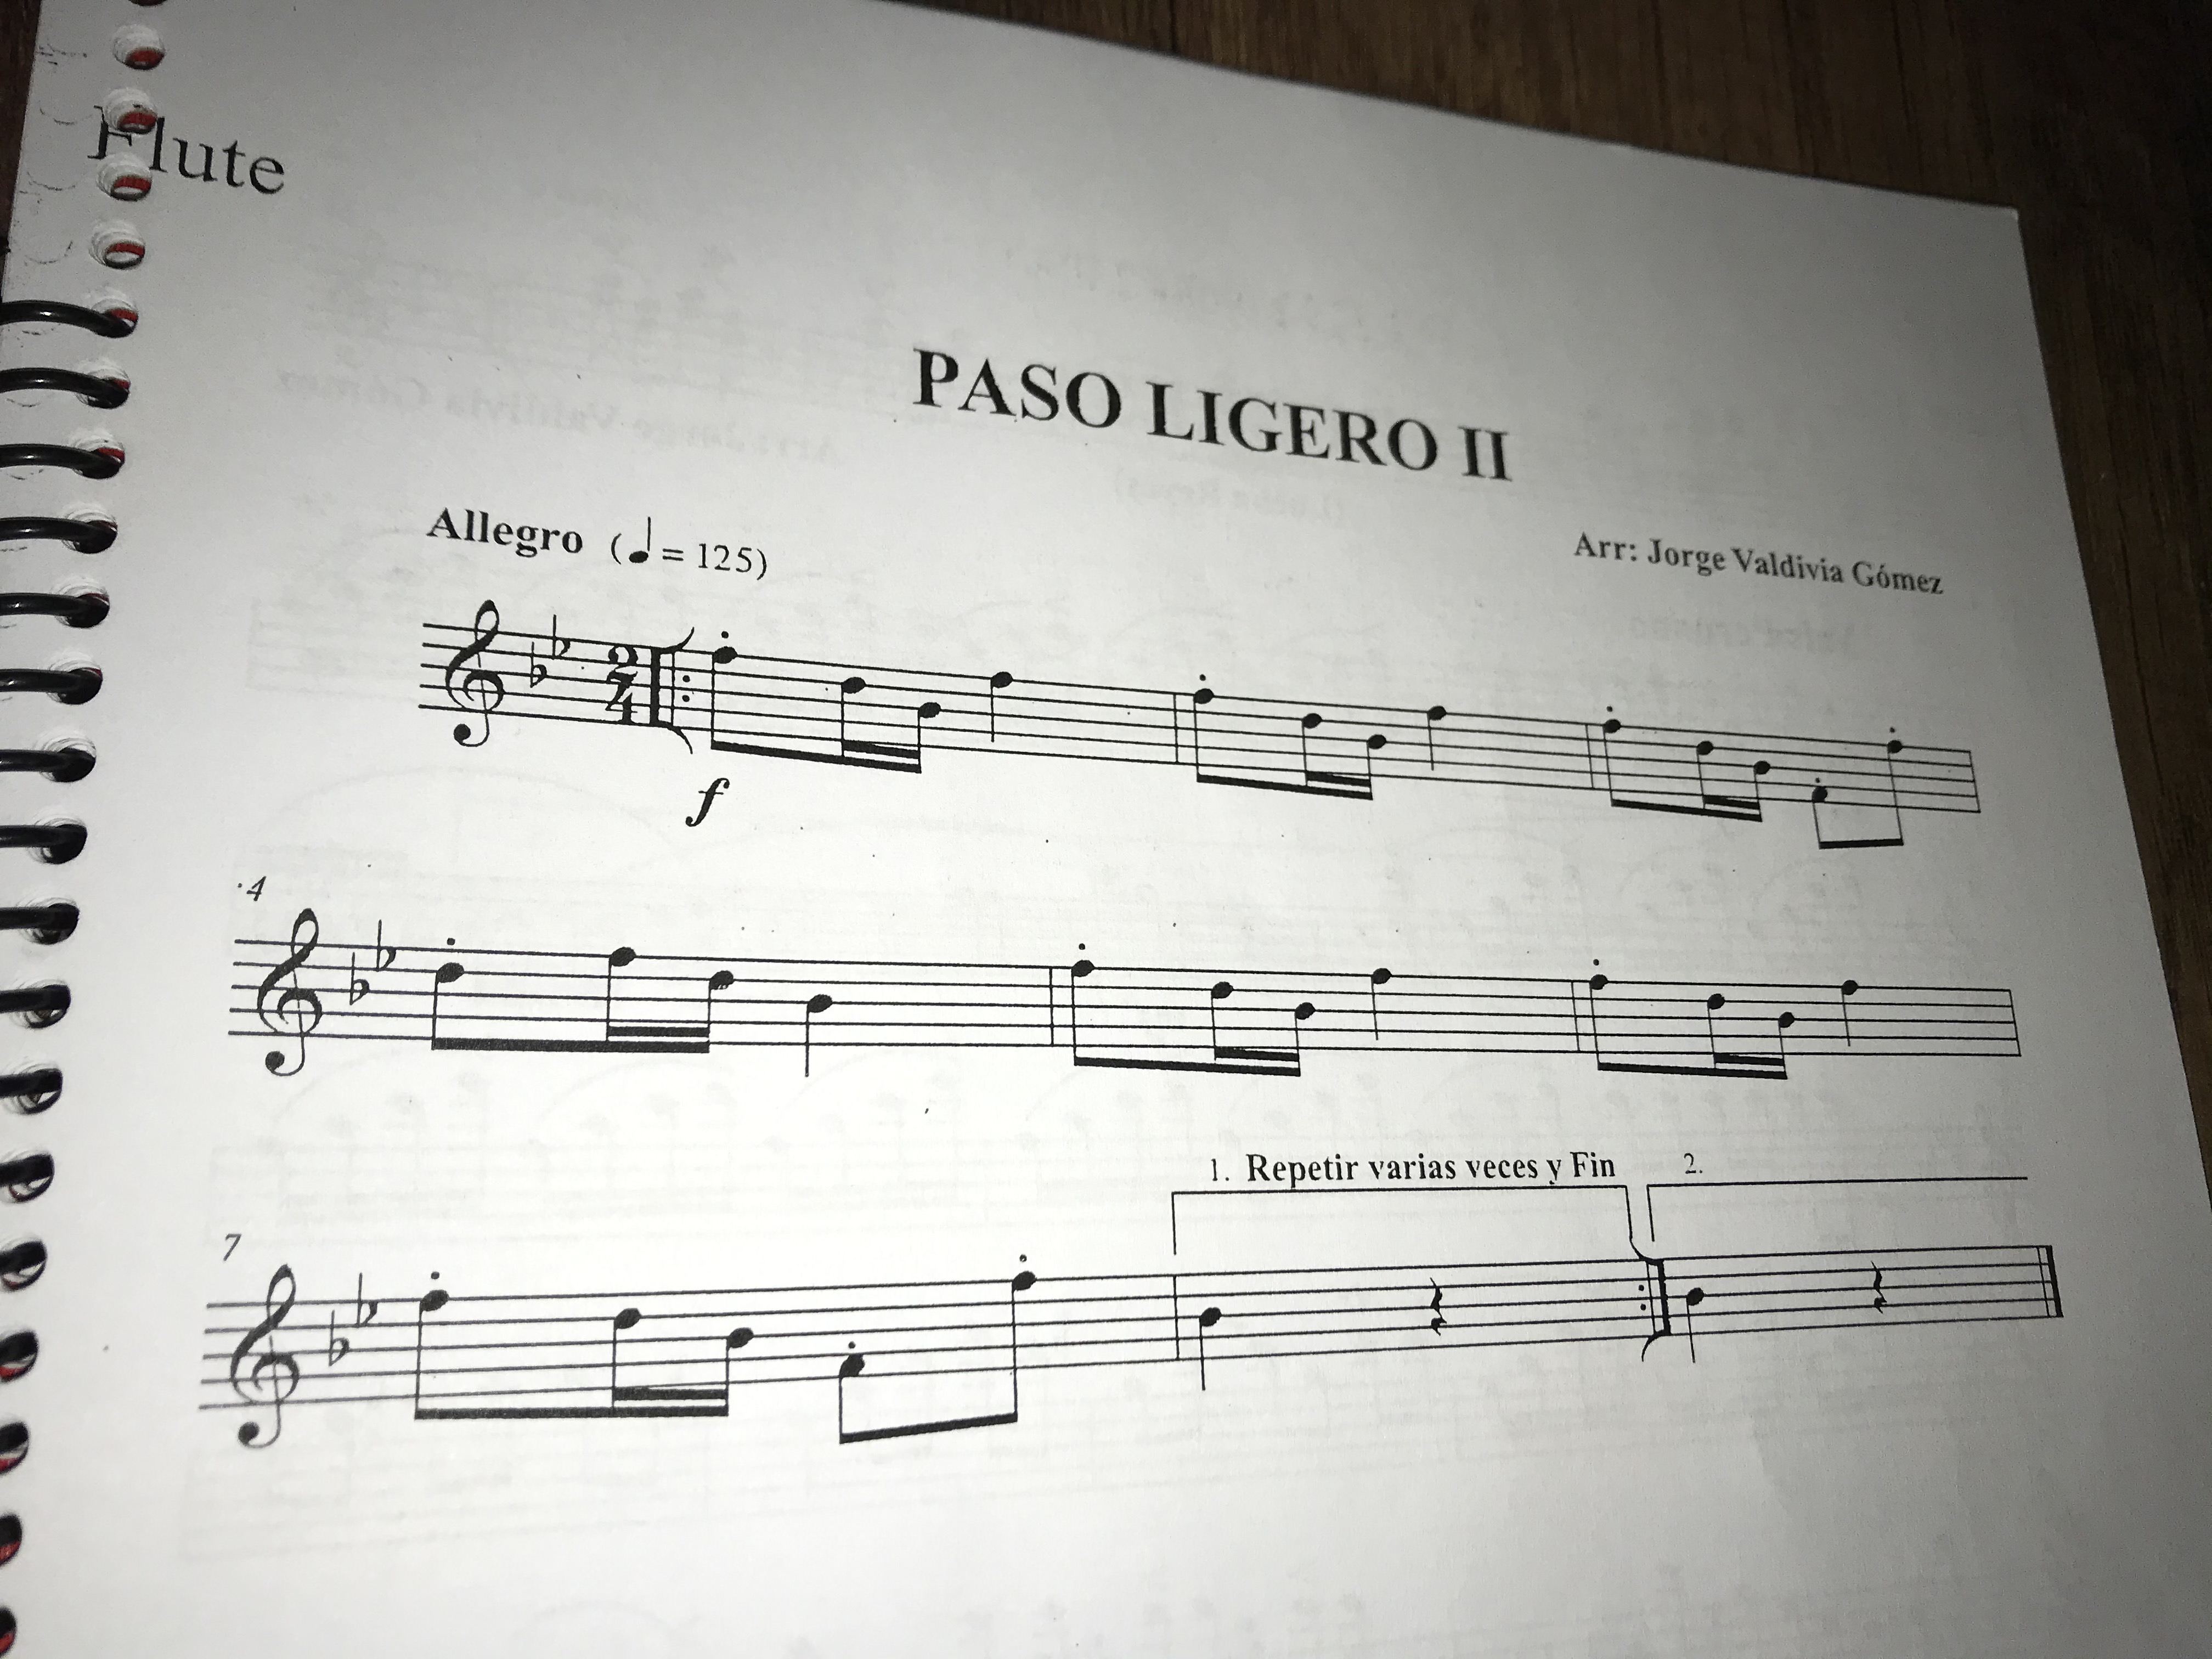 Flute
PASO LIGERO II
Allegro (♩ = 125)
Arr: Jorge Valdivia Gómez
2
4
f
4
7
1. Repetir varias veces y Fin
2.